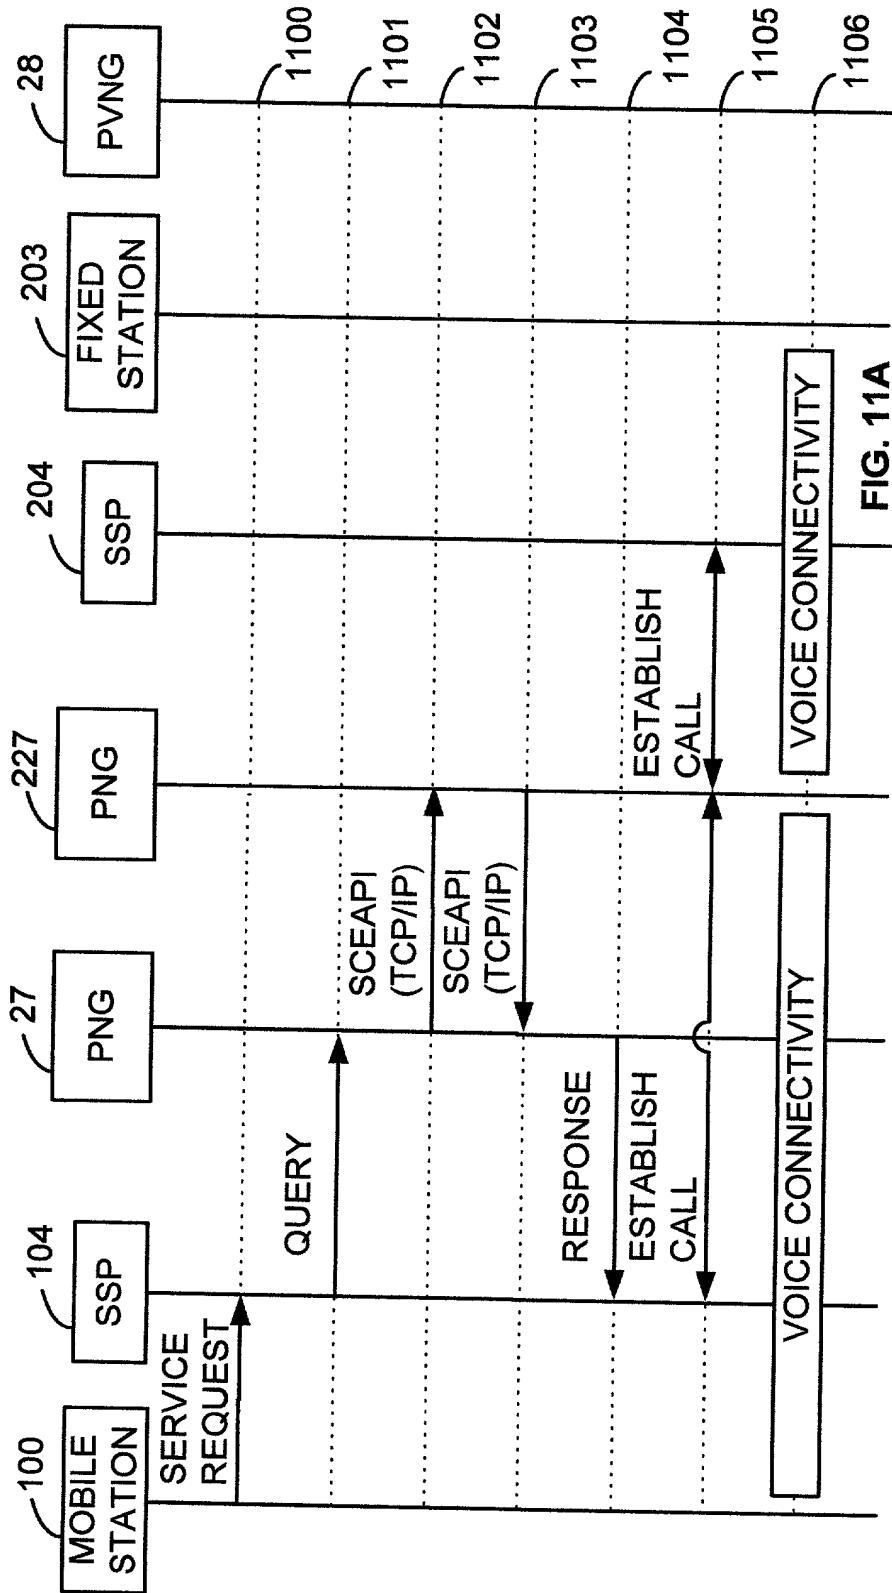 100
MOBILE
STATION
104
SSP
27
PNG
227
PNG
204
SSP
203
FIXED
STATION
28
PVNG
SERVICE
REQUEST
1100
QUERY
1101
SCEAPI
(TCP/IP)
1102
SCEAPI
(TCP/IP)
1103
RESPONSE
1104
ESTABLISH
CALL
ESTABLISH
CALL
1105
VOICE CONNECTIVITY
VOICE CONNECTIVITY
1106
FIG. 11A